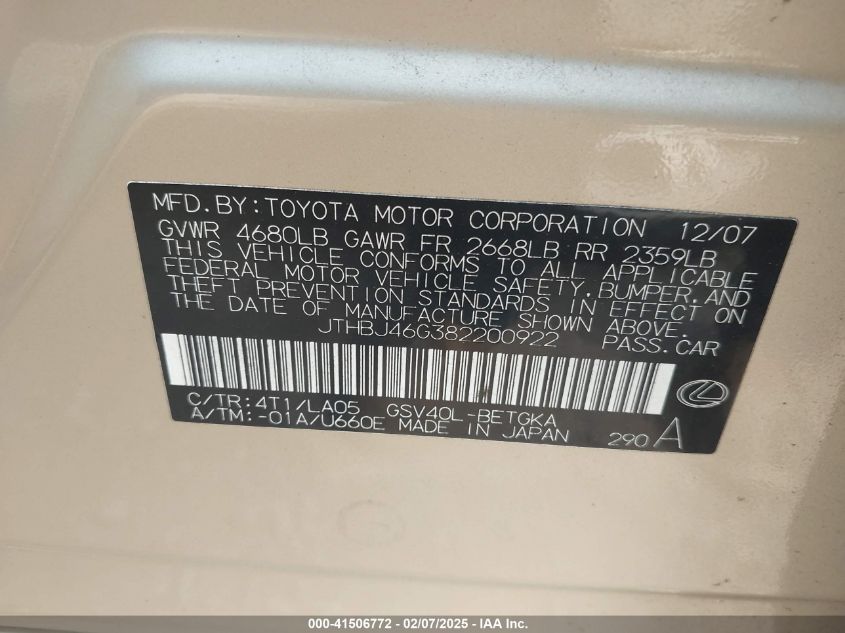 MFD.BY:TOYOTA MOTOR CORPORATION 12/07
GVWR 4680LB GAWR FR 2668LB RR 2359LB
THIS VEHICLE CONFORMS TO ALL APPLICABLE
FEDERAL MOTOR VEHICLE SAFETY,BUMPER,AND
THEFT PREVENTION STANDARDS IN EFFECT ON
THE DATE OF MANUFACTURE SHOWN ABOVE.
JTHBJ46G382200922 PASS.CAR
C/TR:4T1/LA05 GSV40L-BETGKA
A/TM:-01A/U660E MADE IN JAPAN 290 A
000-41506772 - 02/07/2025 - IAA Inc.